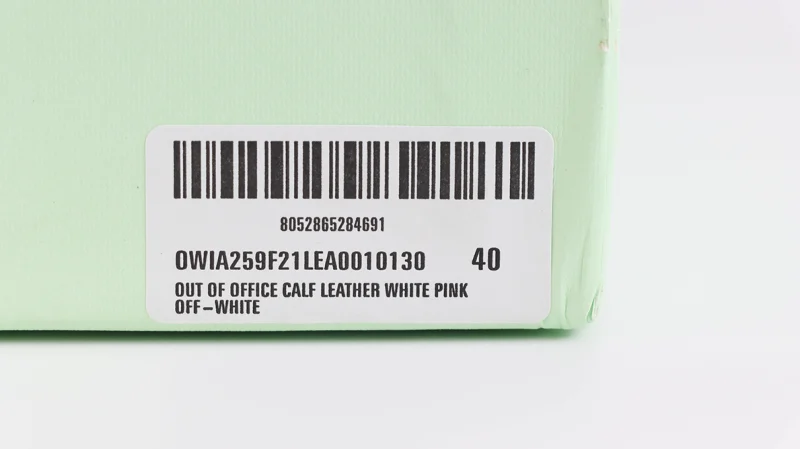 8052865284691
OWIA259F21LEA0010130 40
OUT OF OFFICE CALF LEATHER WHITE PINK
OFF-WHITE